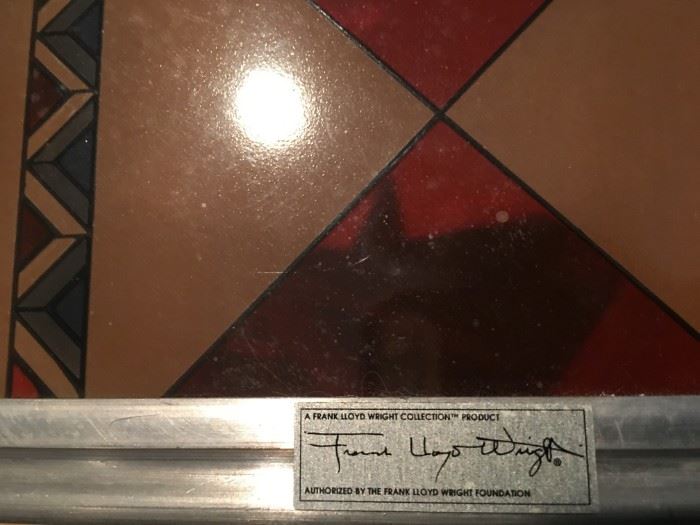 A FRANK LLOYD WRIGHT COLLECTION™ PRODUCT
Frank Lloyd Wright®
AUTHORIZED BY THE FRANK LLOYD WRIGHT FOUNDATION